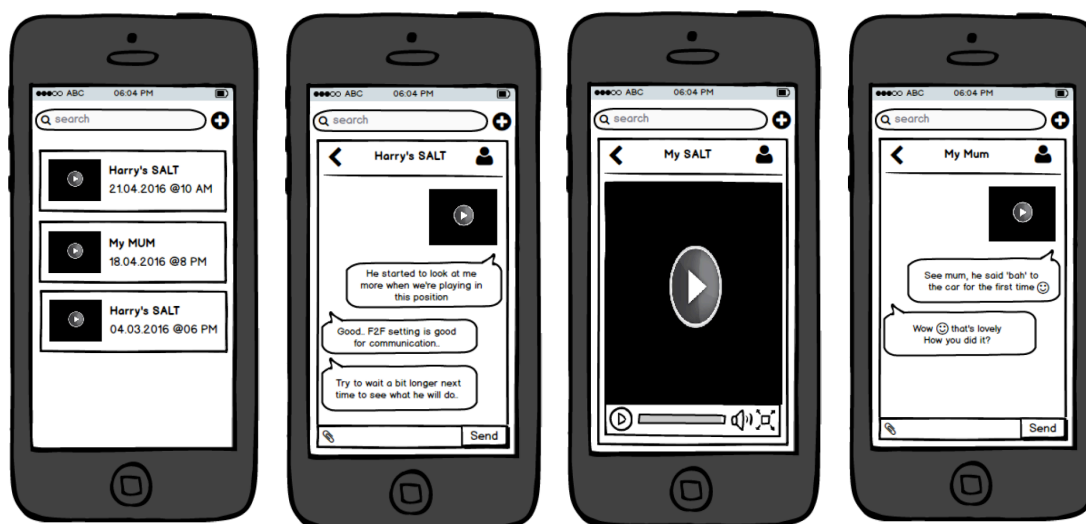 ABC 06:04 PM
search
Harry's SALT
21.04.2016 @10 AM
My MUM
18.04.2016 @8 PM
Harry's SALT
04.03.2016 @06 PM
ABC 06:04 PM
search
Harry's SALT
He started to look at me
more when we're playing in
this position
Good.. F2F setting is good
for communication..
Try to wait a bit longer next
time to see what he will do..
Send
ABC 06:04 PM
search
My SALT
ABC 06:04 PM
search
My Mum
See mum, he said 'bah' to
the car for the first time ☺
Wow ☺ that's lovely
How you did it?
Send